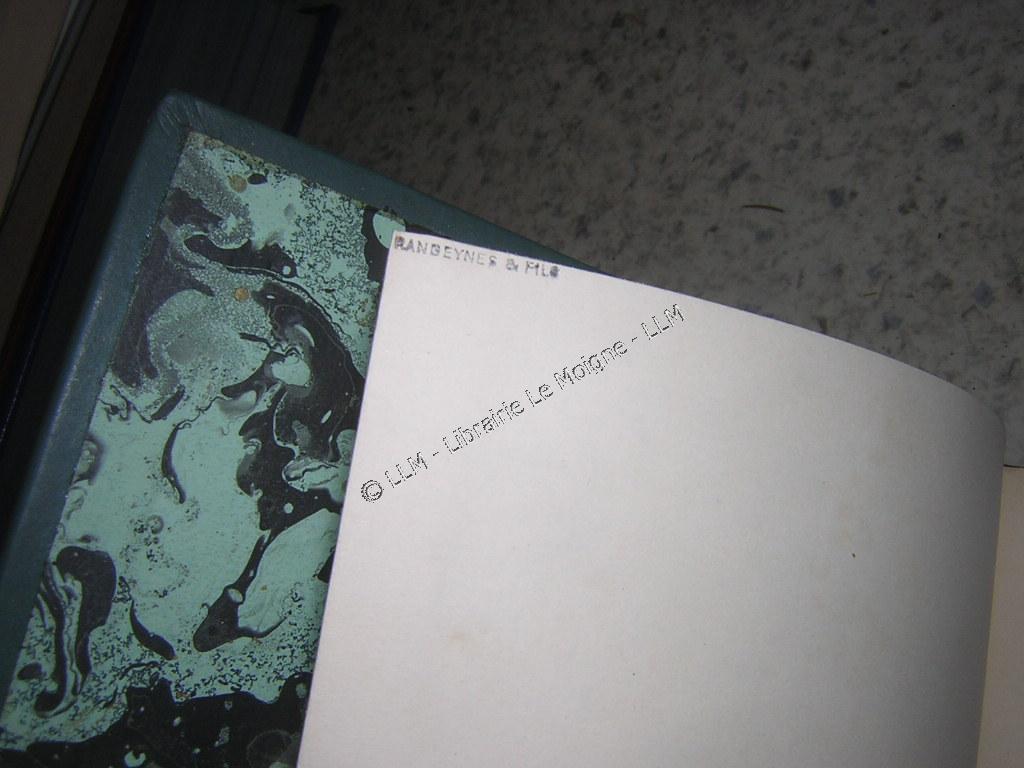 RANGEYNES & FILS
© LLM - Librairie Le Moigne - LLM